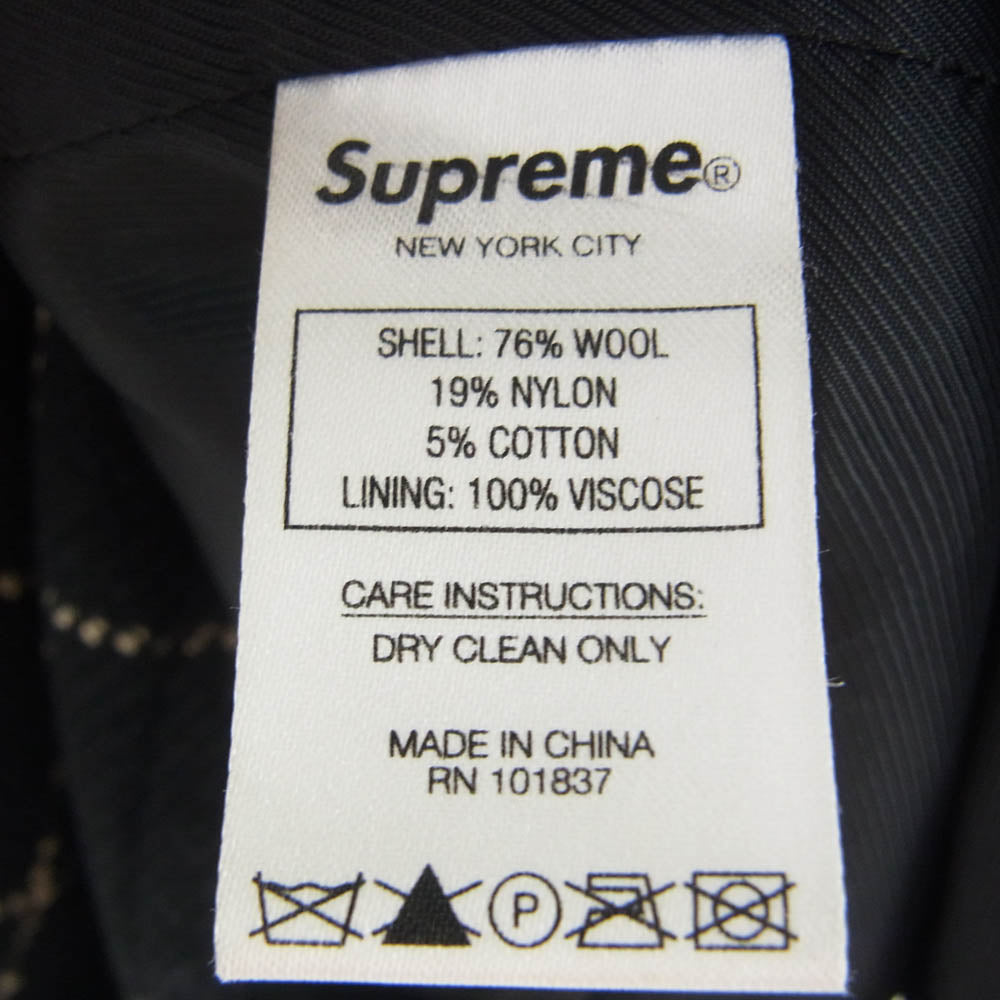 Supreme®
NEW YORK CITY
SHELL: 76% WOOL
19% NYLON
5% COTTON
LINING: 100% VISCOSE
CARE INSTRUCTIONS:
DRY CLEAN ONLY
MADE IN CHINA
RN 101837
P